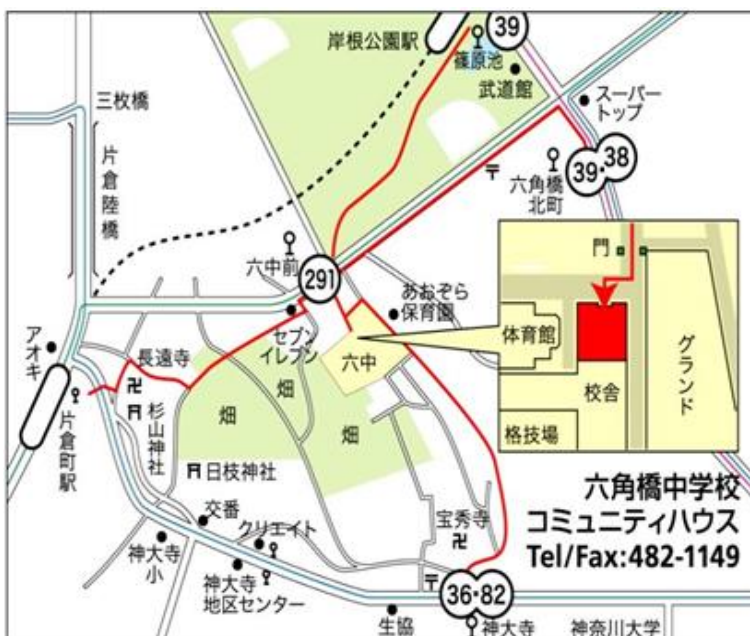 岸根公園駅
39
篠原池
武道館
三枚橋
スーパー
トップ
片倉陸橋
〒
39・38
六角橋
北町
六中前
291
あおぞら
保育園
門
アオキ
長遠寺
卍
セブン
イレブン
六中
体育館
グランド
畑
畑
畑
校舎
格技場
片倉町駅
杉山神社
日枝神社
六角橋中学校
コミュニティハウス
Tel/Fax:482-1149
交番
クリエイト
宝秀寺
卍
神大寺
小
神大寺
地区センター
〒
36・82
生協
神大寺
神奈川大学